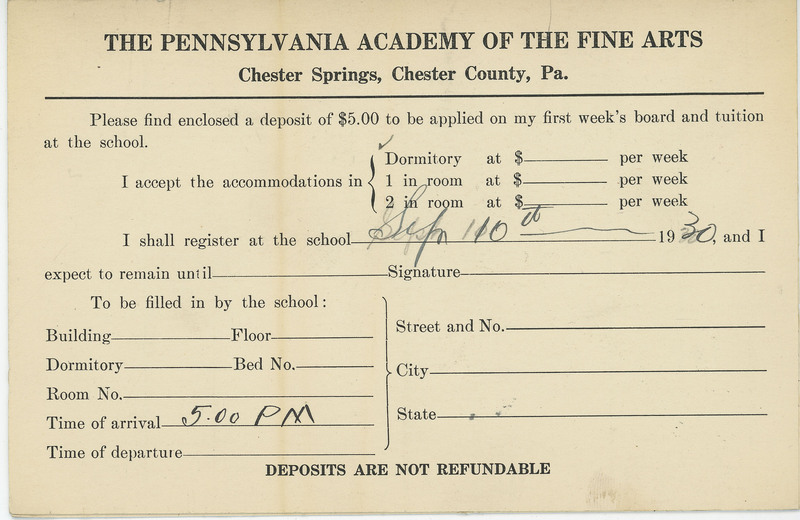 THE PENNSYLVANIA ACADEMY OF THE FINE ARTS
Chester Springs, Chester County, Pa.
Please find enclosed a deposit of $5.00 to be applied on my first week's board and tuition
at the school.
Dormitory at $ per week
I accept the accommodations in 1 in room at $ per week
2 in room at $ per week
I shall register at the school 10th 1930, and I
expect to remain until Signature
To be filled in by the school:
Building Floor
Street and No.
Dormitory Bed No.
City
Room No.
Time of arrival 5.00 PM
State
Time of departure
DEPOSITS ARE NOT REFUNDABLE